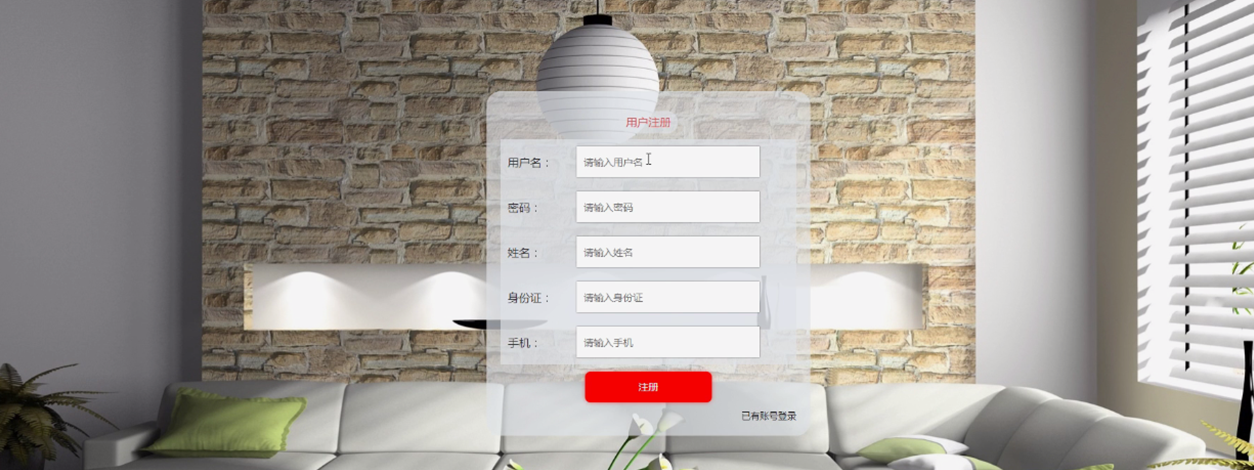 用户注册
用户名： 请输入用户名
密码： 请输入密码
姓名： 请输入姓名
身份证： 请输入身份证
手机： 请输入手机
注册
已有账号登录